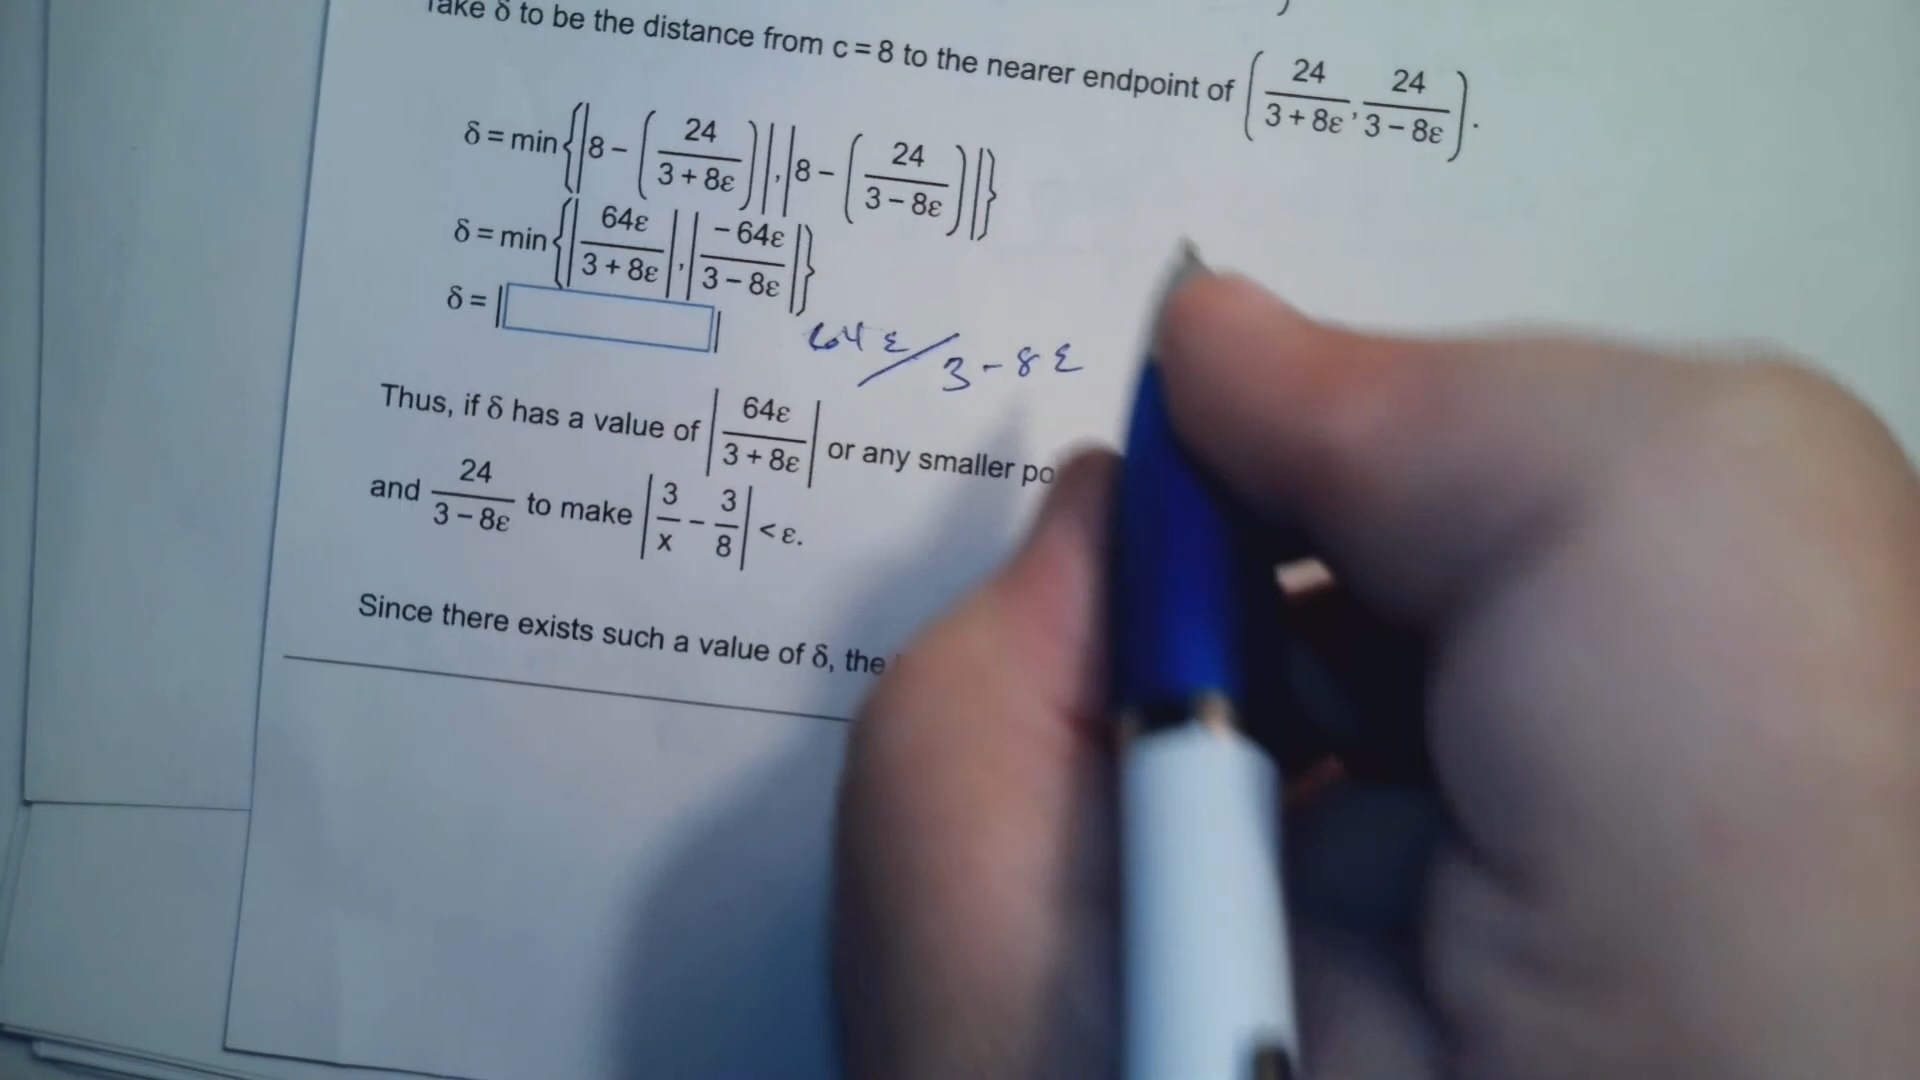 Take δ to be the distance from c = 8 to the nearer endpoint of (24/(3 + 8ε), 24/(3 − 8ε)).
δ = min{|8 − (24/(3 + 8ε))|, |8 − (24/(3 − 8ε))|}
δ = min{|64ε/(3 + 8ε)|, |−64ε/(3 − 8ε)|}
δ = | |
64ε/3-8ε
Thus, if δ has a value of |64ε/(3 + 8ε)| or any smaller po
and 24/(3 − 8ε) to make |3/x − 3/8| < ε.
Since there exists such a value of δ, the